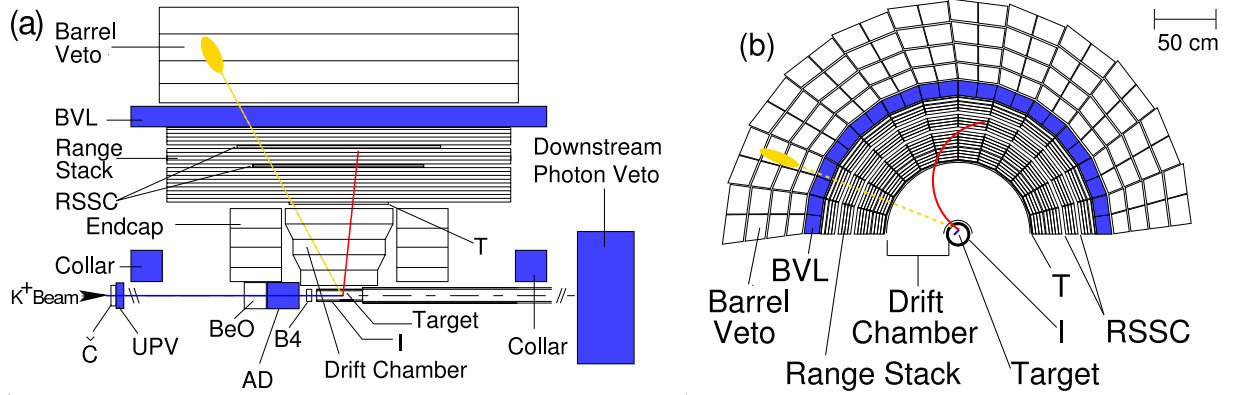 (a)
Barrel
Veto
BVL
Range
Stack
RSSC
Endcap
Collar
K+Beam
Č
UPV
BeO
AD
B4
Drift Chamber
I
Target
T
Collar
Downstream
Photon Veto
(b)
50 cm
BVL
Barrel
Veto
Drift
Chamber
Range Stack
T
I
RSSC
Target